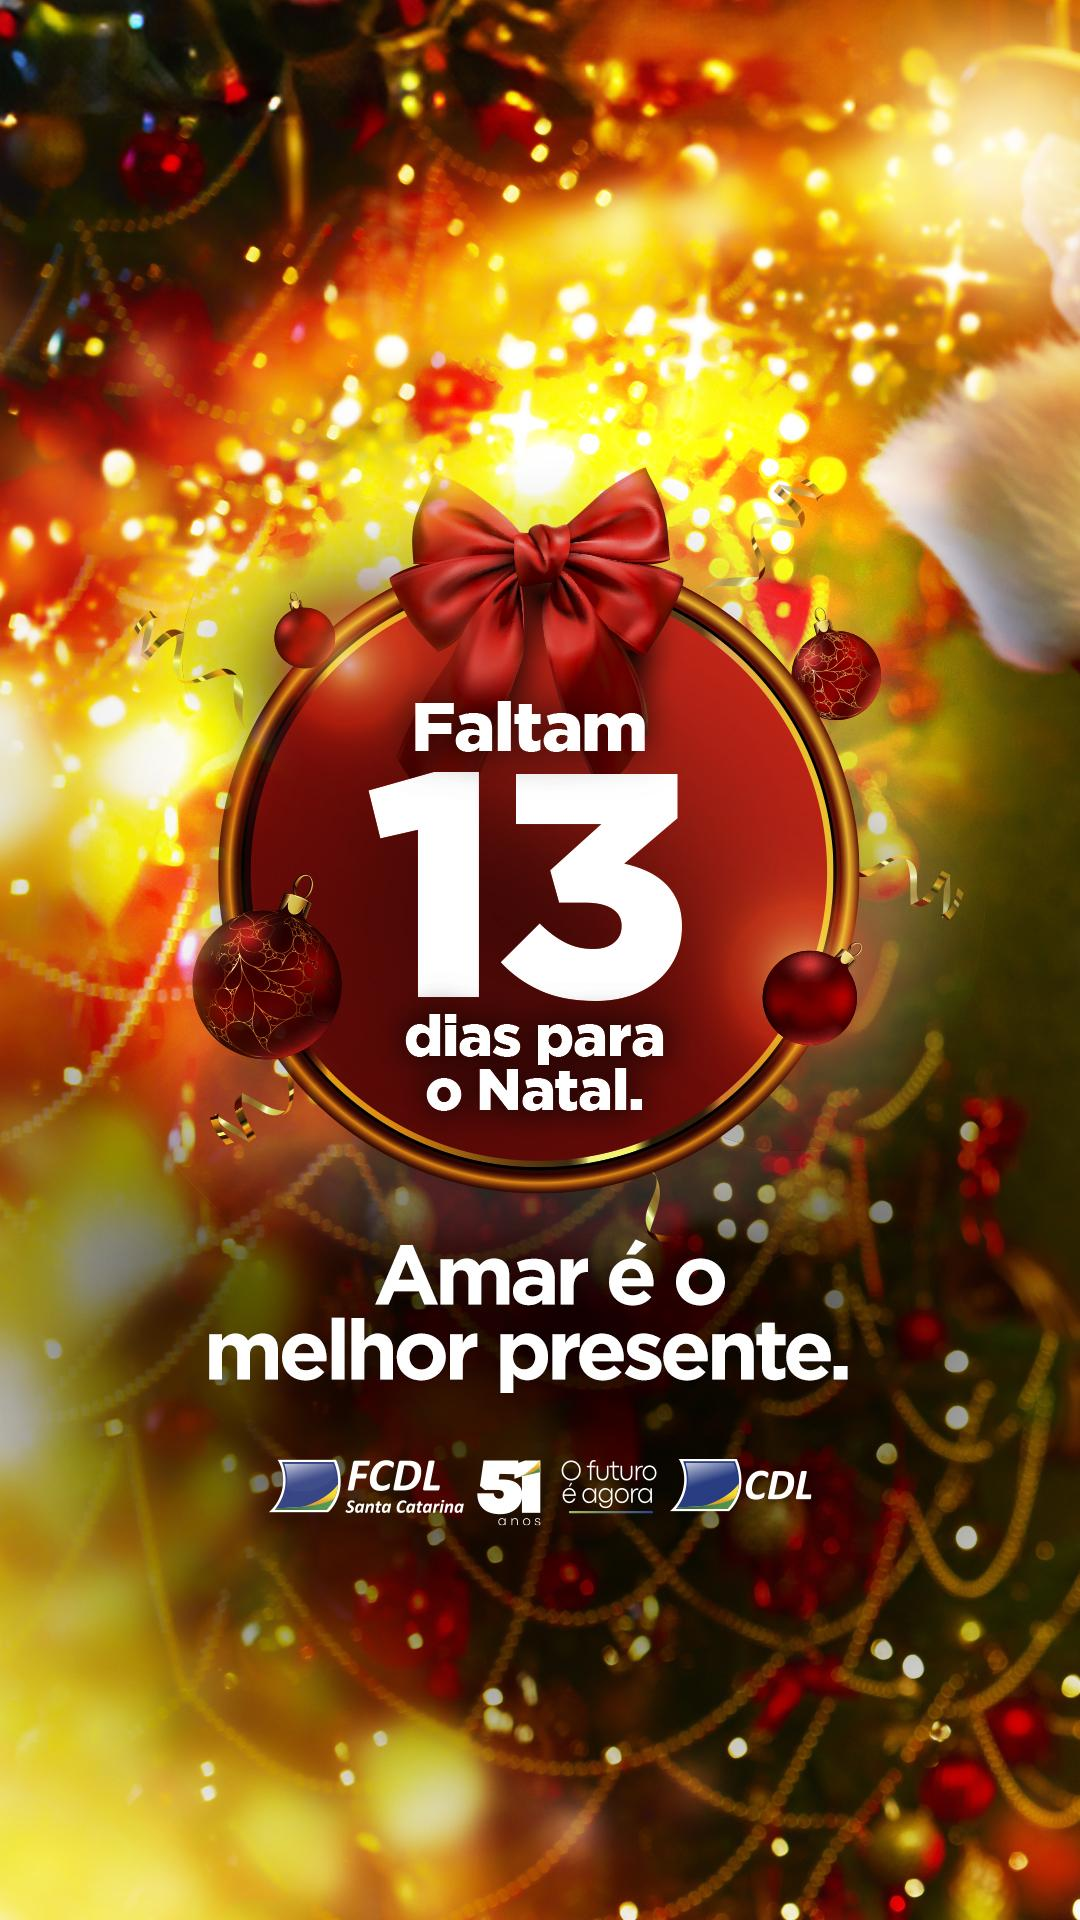 Faltam
13
dias para
o Natal.
Amar é o
melhor presente.
FCDL
Santa Catarina
51
anos
O futuro
é agora
CDL